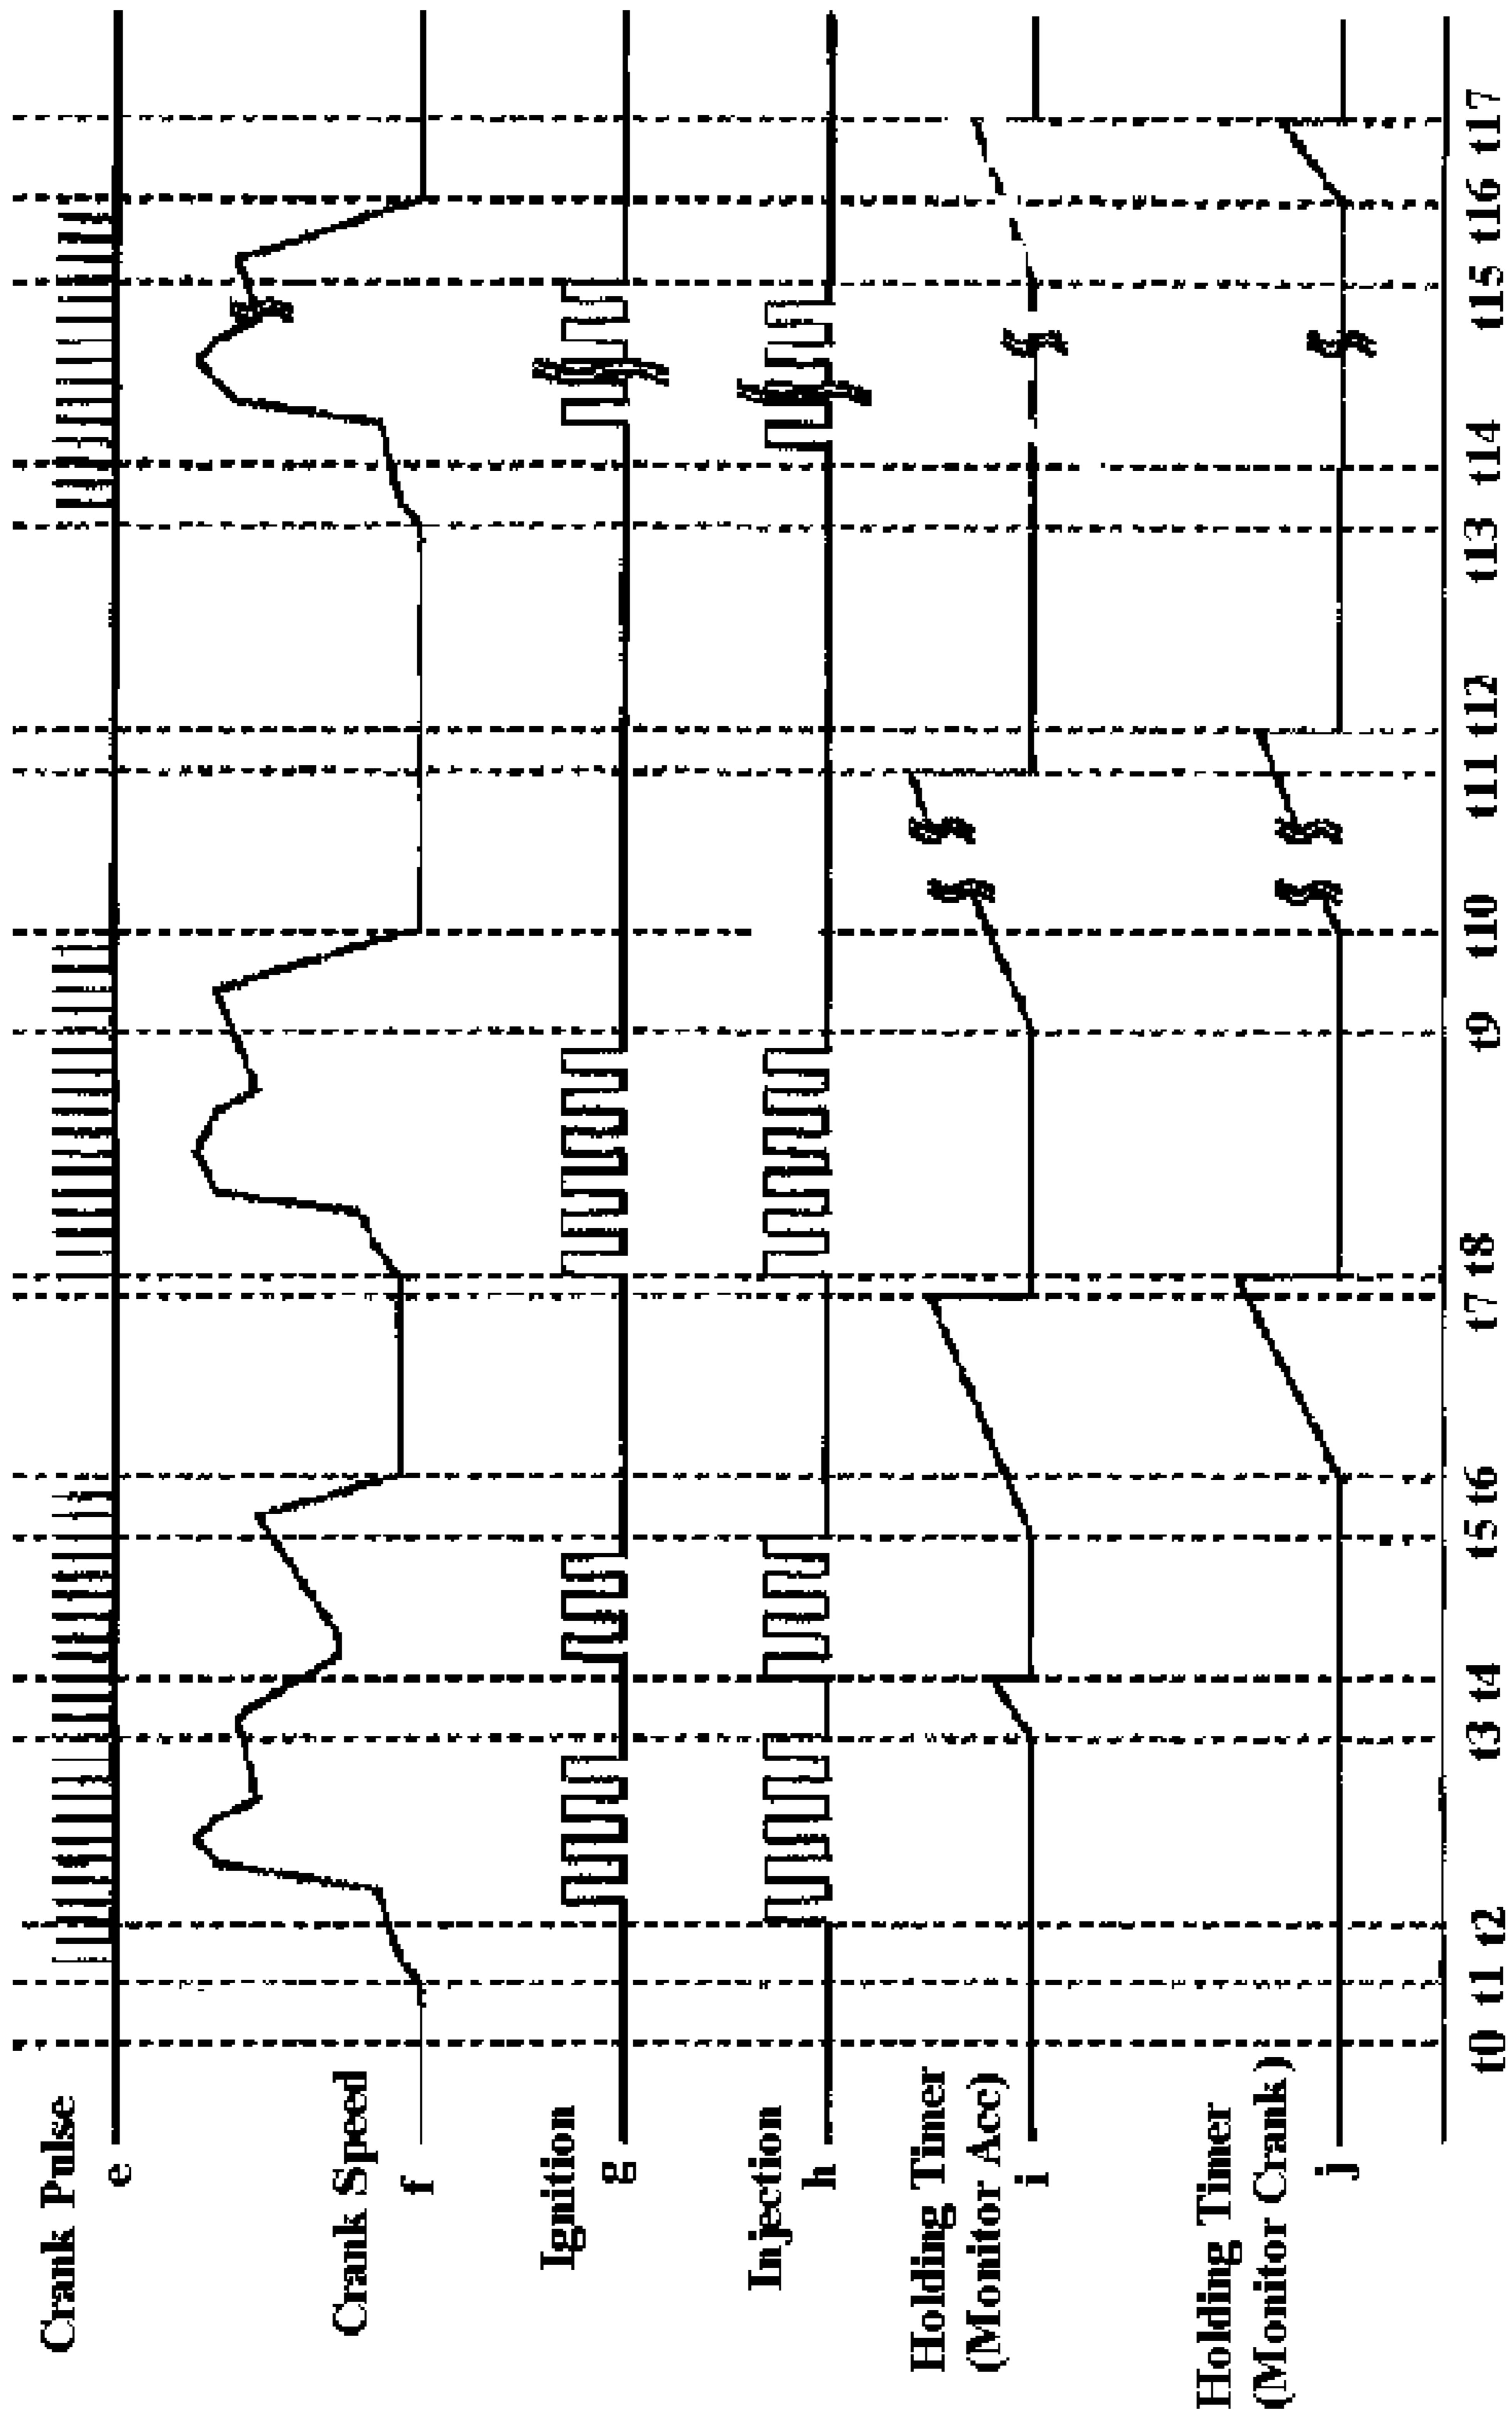 Crank Pulse
e
Crank Speed
f
Ignition
g
Injection
h
Holding Timer
(Monitor Acc)
i
Holding Timer
(Monitor Crank)
j
t0 t1 t2 t3 t4 t5 t6 t7 t8 t9 t10 t11 t12 t13 t14 t15 t16 t17